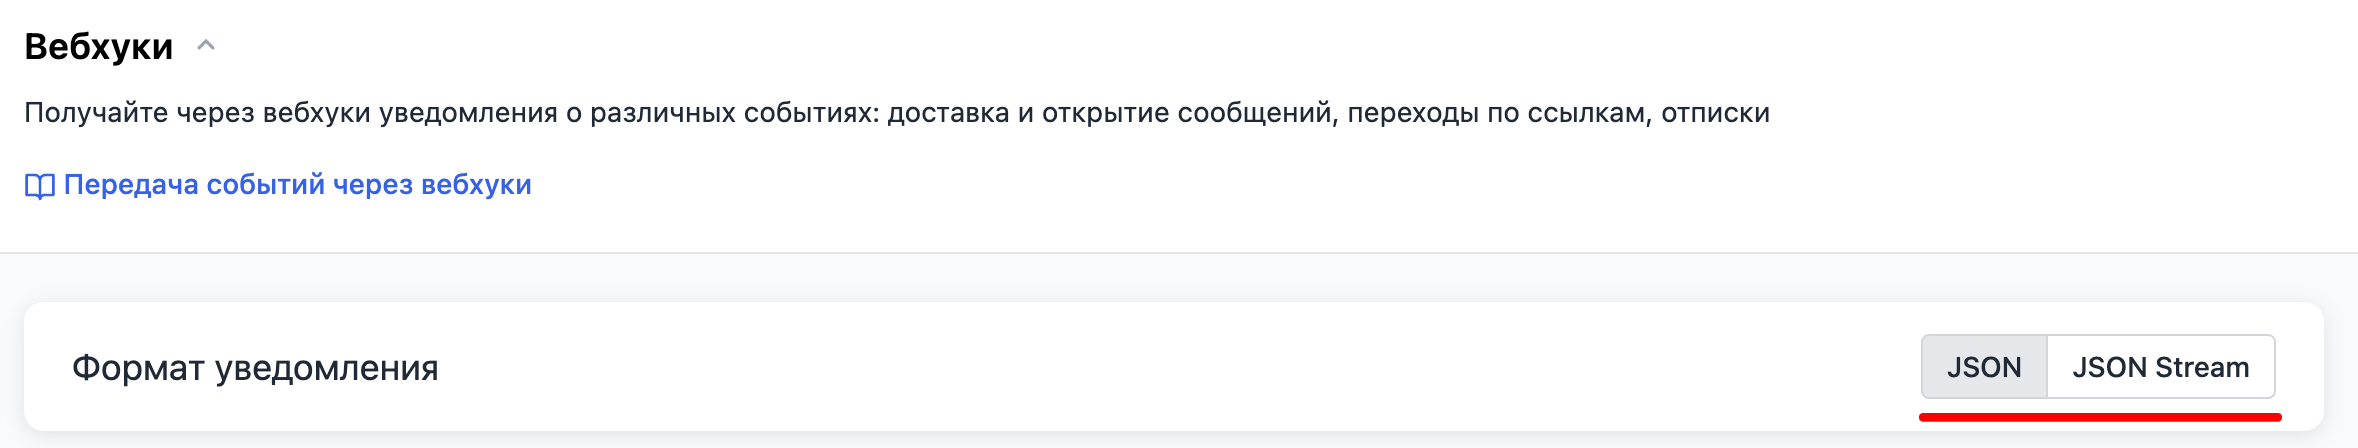 Вебхуки
Получайте через вебхуки уведомления о различных событиях: доставка и открытие сообщений, переходы по ссылкам, отписки
Передача событий через вебхуки
Формат уведомления
JSON
JSON Stream